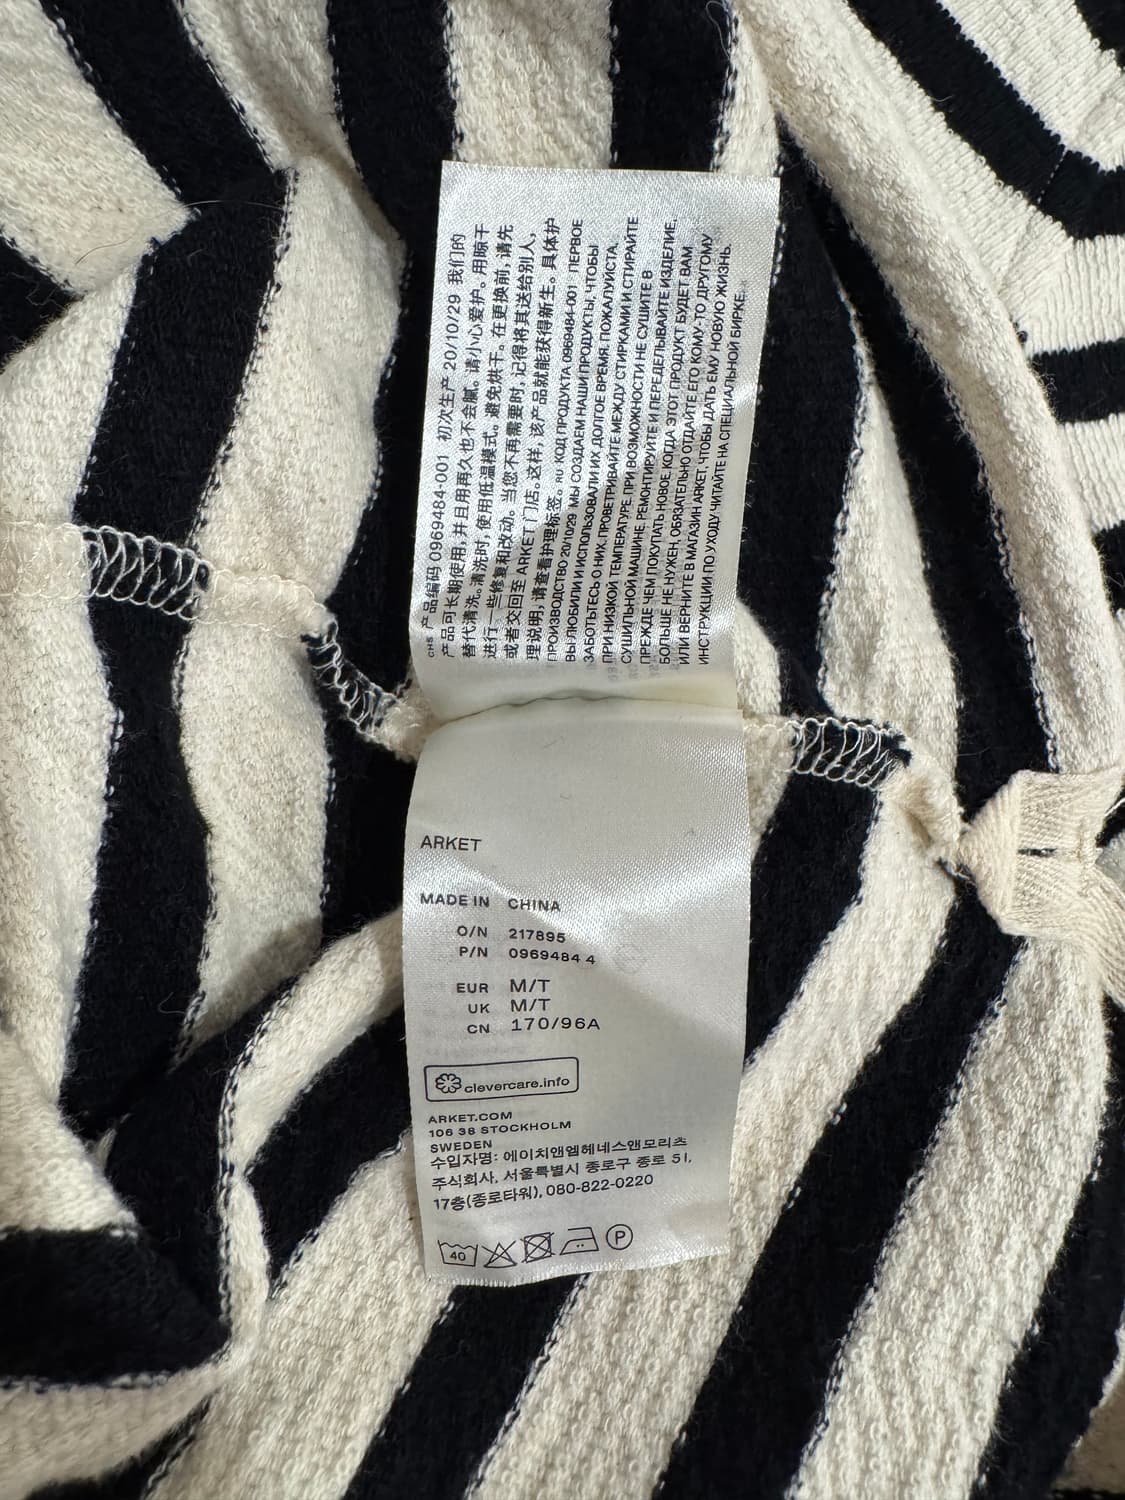 CHS 产品编码 0969484-001 初次生产 20/10/29 我们的
产品可长期使用，并且用再久也不会腻。请小心爱护。用晾干
替代清洗。清洗时，使用低温模式。避免烘干。在更换前，请先
进行一些修复和改动。当您不再需要时，记得将其送给别人，
或者交回至 ARKET 门店。这样，该产品就能获得新生。具体护
理说明，请查看护理标签。 RU КОД ПРОДУКТА 0969484-001 ПЕРВОЕ
ПРОИЗВОДСТВО 20/10/29 МЫ СОЗДАЕМ НАШИ ПРОДУКТЫ, ЧТОБЫ
ВЫ ЛЮБИЛИ И ИСПОЛЬЗОВАЛИ ИХ ДОЛГОЕ ВРЕМЯ. ПОЖАЛУЙСТА,
ЗАБОТЬТЕСЬ О НИХ. ПРОВЕТРИВАЙТЕ МЕЖДУ СТИРКАМИ И СТИРАЙТЕ
ПРИ НИЗКОЙ ТЕМПЕРАТУРЕ. ПРИ ВОЗМОЖНОСТИ НЕ СУШИТЕ В
СУШИЛЬНОЙ МАШИНЕ. РЕМОНТИРУЙТЕ И ПЕРЕДЕЛЫВАЙТЕ ИЗДЕЛИЕ,
ПРЕЖДЕ ЧЕМ ПОКУПАТЬ НОВОЕ. КОГДА ЭТОТ ПРОДУКТ БУДЕТ ВАМ
БОЛЬШЕ НЕ НУЖЕН, ОБЯЗАТЕЛЬНО ОТДАЙТЕ ЕГО КОМУ-ТО ДРУГОМУ
ИЛИ ВЕРНИТЕ В МАГАЗИН ARKET, ЧТОБЫ ДАТЬ ЕМУ НОВУЮ ЖИЗНЬ.
ИНСТРУКЦИИ ПО УХОДУ ЧИТАЙТЕ НА СПЕЦИАЛЬНОЙ БИРКЕ.
ARKET
MADE IN CHINA
O/N 217895
P/N 0969484 4
EUR M/T
UK M/T
CN 170/96A
clevercare.info
ARKET.COM
106 38 STOCKHOLM
SWEDEN
수입자명: 에이치앤엠헤네스앤모리츠
주식회사, 서울특별시 종로구 종로 51,
17층(종로타워), 080-822-0220
40 P